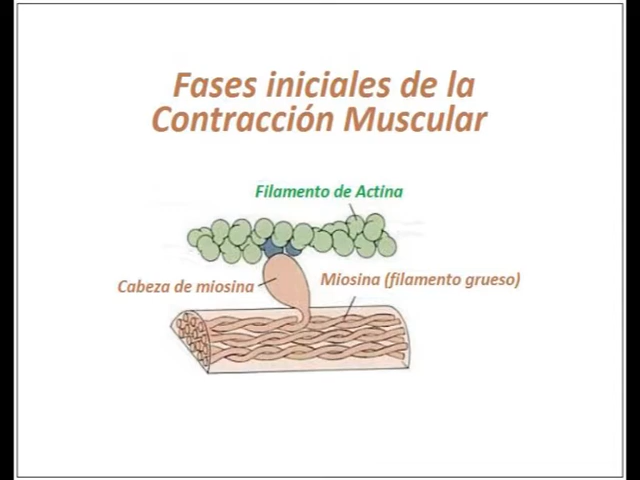 Fases iniciales de la
Contracción Muscular
Filamento de Actina
Cabeza de miosina
Miosina (filamento grueso)